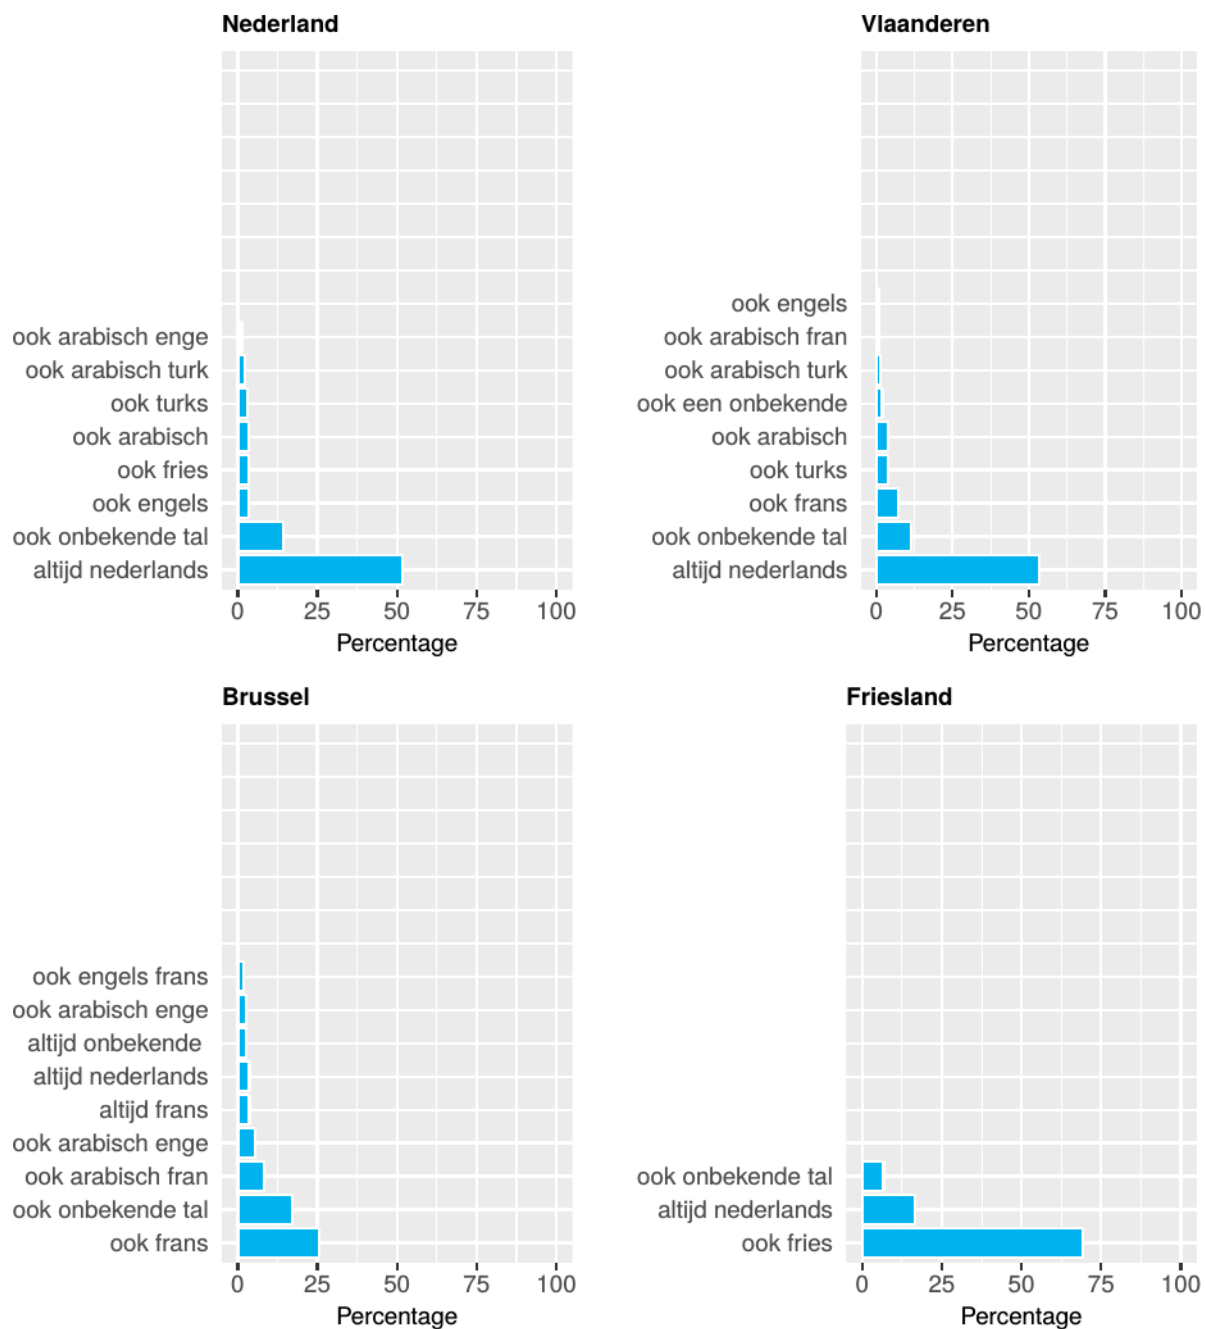 Nederland
ook arabisch enge
ook arabisch turk
ook turks
ook arabisch
ook fries
ook engels
ook onbekende tal
altijd nederlands
0 25 50 75 100
Percentage
Vlaanderen
ook engels
ook arabisch fran
ook arabisch turk
ook een onbekende
ook arabisch
ook turks
ook frans
ook onbekende tal
altijd nederlands
0 25 50 75 100
Percentage
Brussel
ook engels frans
ook arabisch enge
altijd onbekende
altijd nederlands
altijd frans
ook arabisch enge
ook arabisch fran
ook onbekende tal
ook frans
0 25 50 75 100
Percentage
Friesland
ook onbekende tal
altijd nederlands
ook fries
0 25 50 75 100
Percentage